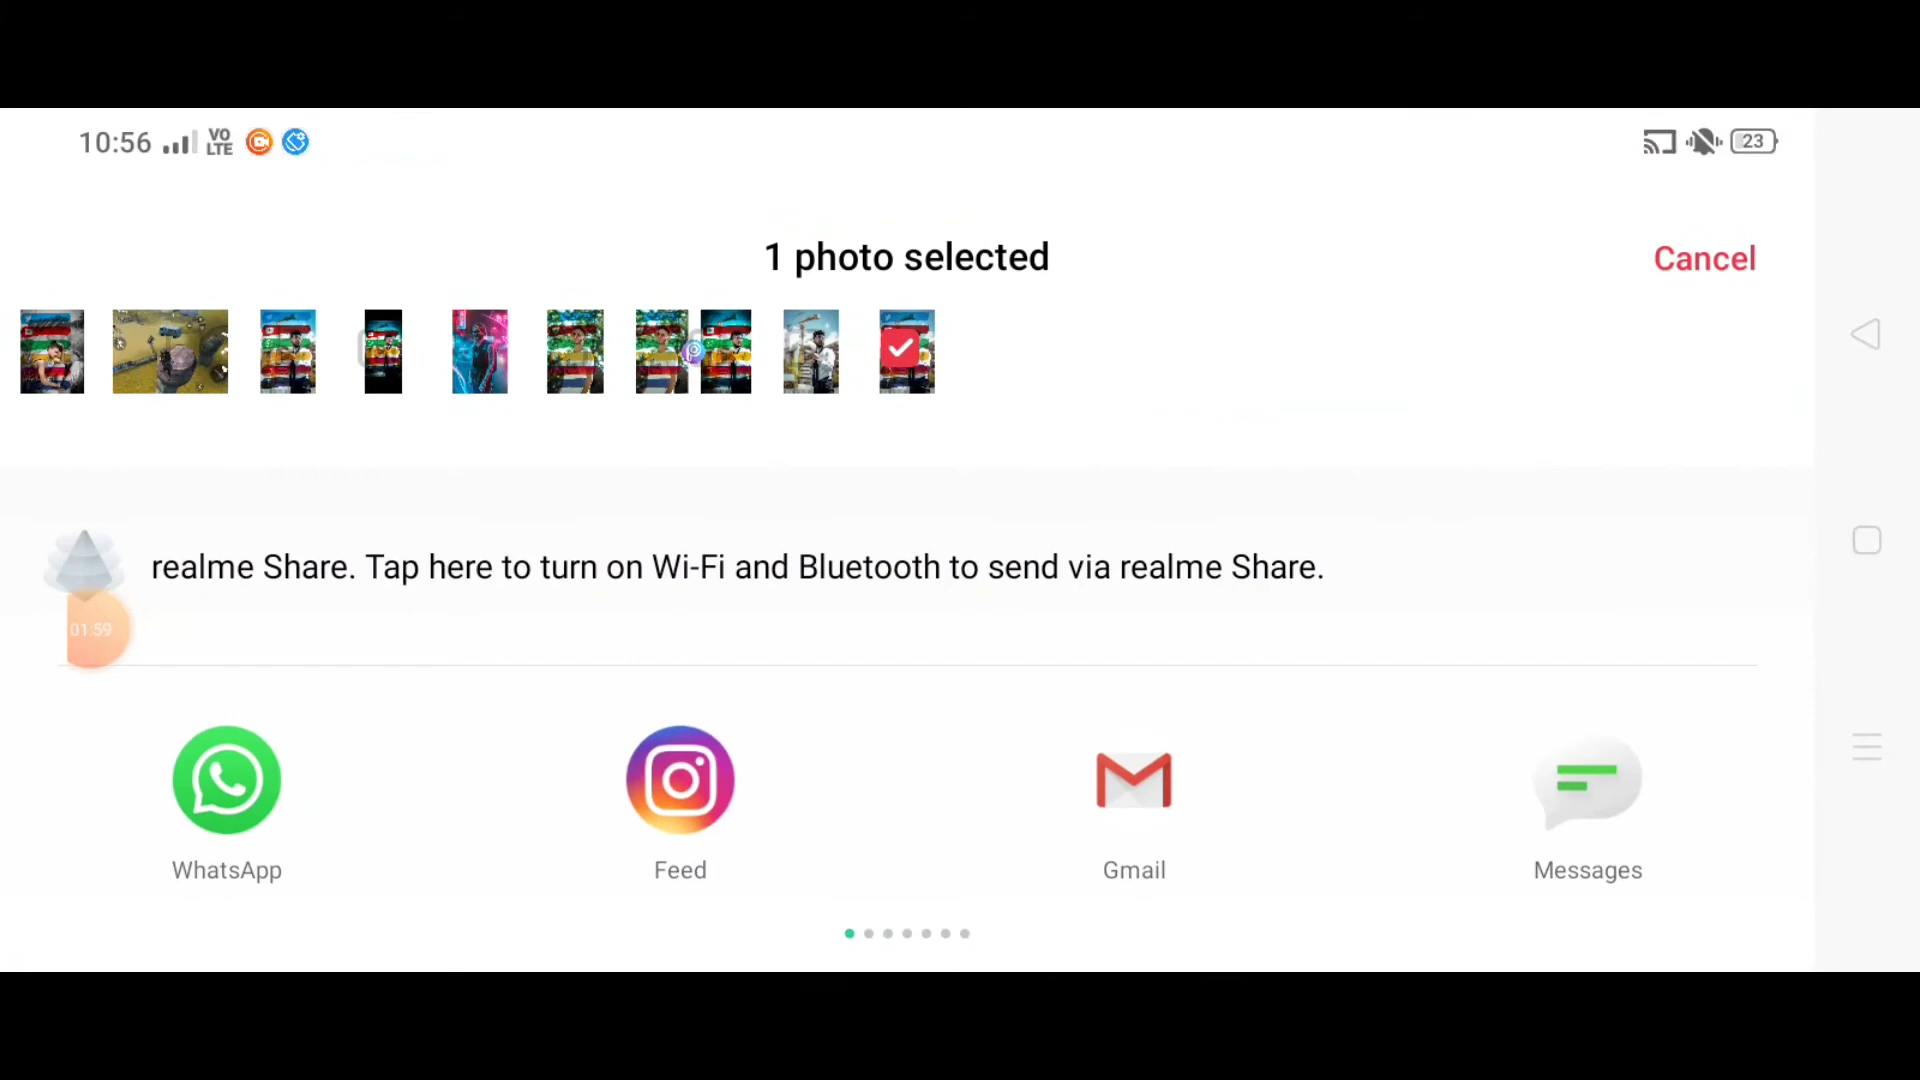 10:56 VO LTE 23
1 photo selected
Cancel
realme Share. Tap here to turn on Wi-Fi and Bluetooth to send via realme Share.
01:59
WhatsApp
Feed
Gmail
Messages